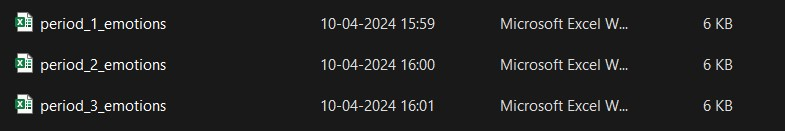 period_1_emotions 10-04-2024 15:59 Microsoft Excel W... 6 KB
period_2_emotions 10-04-2024 16:00 Microsoft Excel W... 6 KB
period_3_emotions 10-04-2024 16:01 Microsoft Excel W... 6 KB